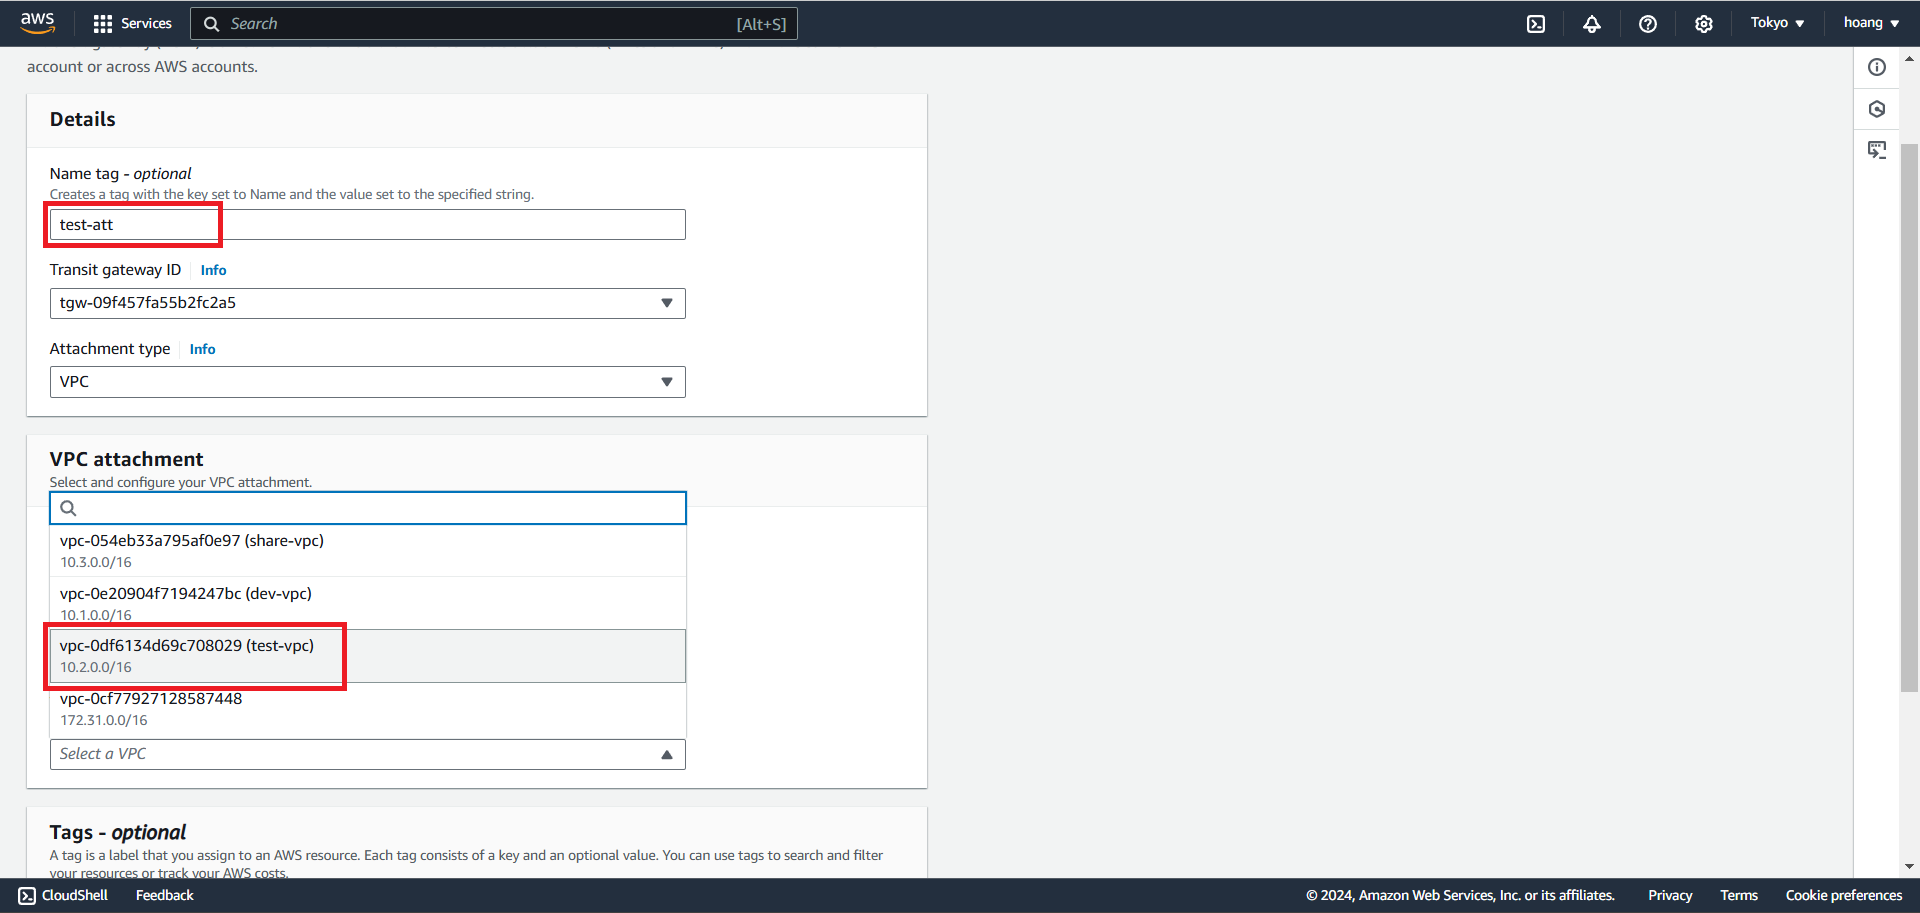 aws
Services
Search
[Alt+S]
Tokyo
hoang
account or across AWS accounts.
Details
Name tag - optional
Creates a tag with the key set to Name and the value set to the specified string.
test-att
Transit gateway ID Info
tgw-09f457fa55b2fc2a5
Attachment type Info
VPC
VPC attachment
Select and configure your VPC attachment.
vpc-054eb33a795af0e97 (share-vpc)
10.3.0.0/16
vpc-0e20904f7194247bc (dev-vpc)
10.1.0.0/16
vpc-0df6134d69c708029 (test-vpc)
10.2.0.0/16
vpc-0cf77927128587448
172.31.0.0/16
Select a VPC
Tags - optional
A tag is a label that you assign to an AWS resource. Each tag consists of a key and an optional value. You can use tags to search and filter
your resources or track your AWS costs.
CloudShell
Feedback
© 2024, Amazon Web Services, Inc. or its affiliates.
Privacy
Terms
Cookie preferences